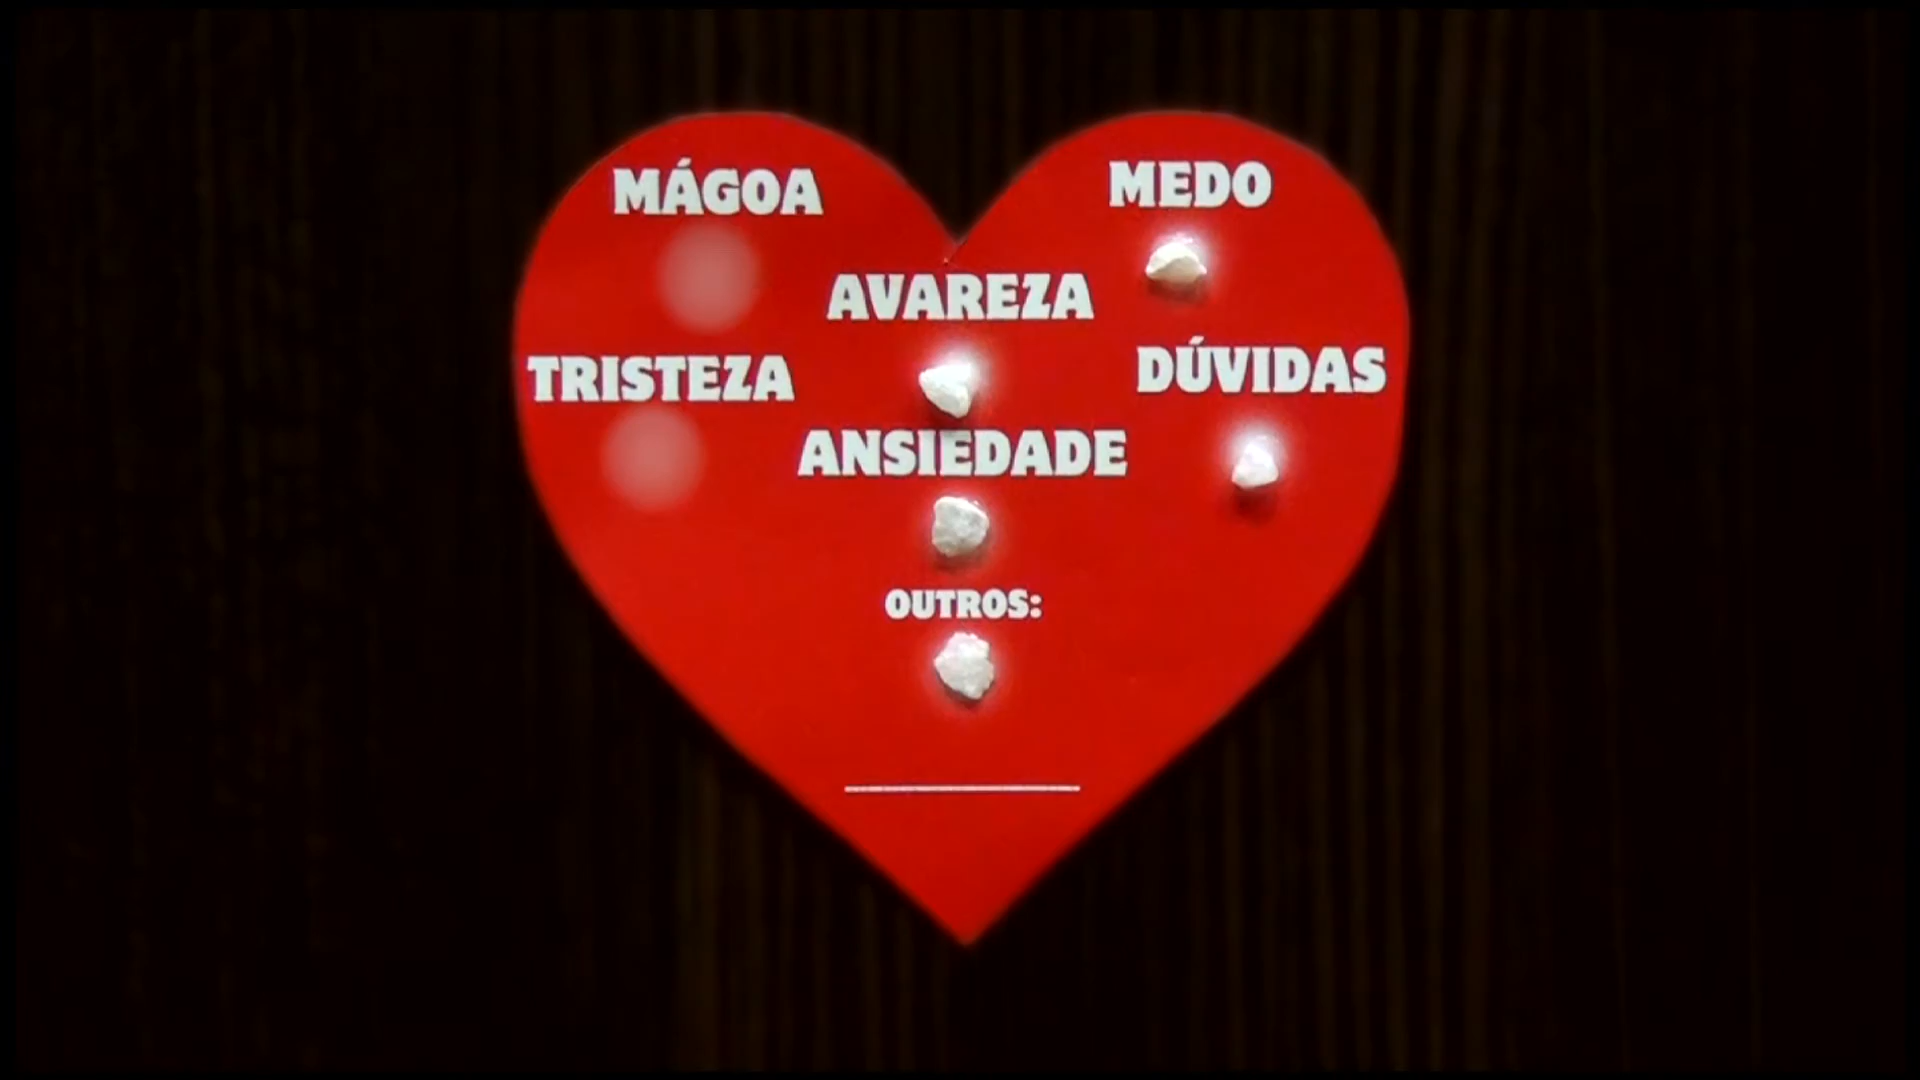 MÁGOA
MEDO
AVAREZA
TRISTEZA
DÚVIDAS
ANSIEDADE
OUTROS: